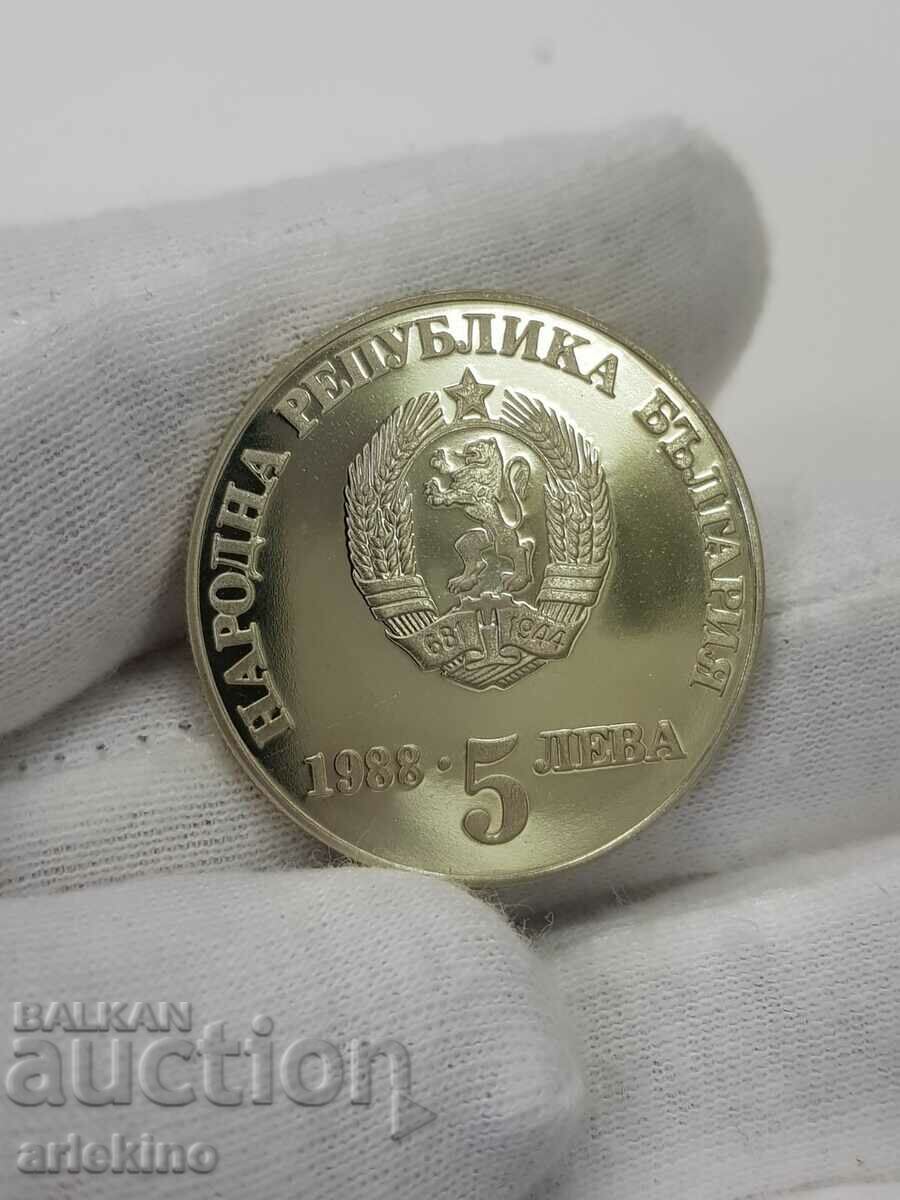 НАРОДНА РЕПУБЛИКА БЪЛГАРИЯ
681 1944
1988 · 5 ЛЕВА
BALKAN
auction
arlekino